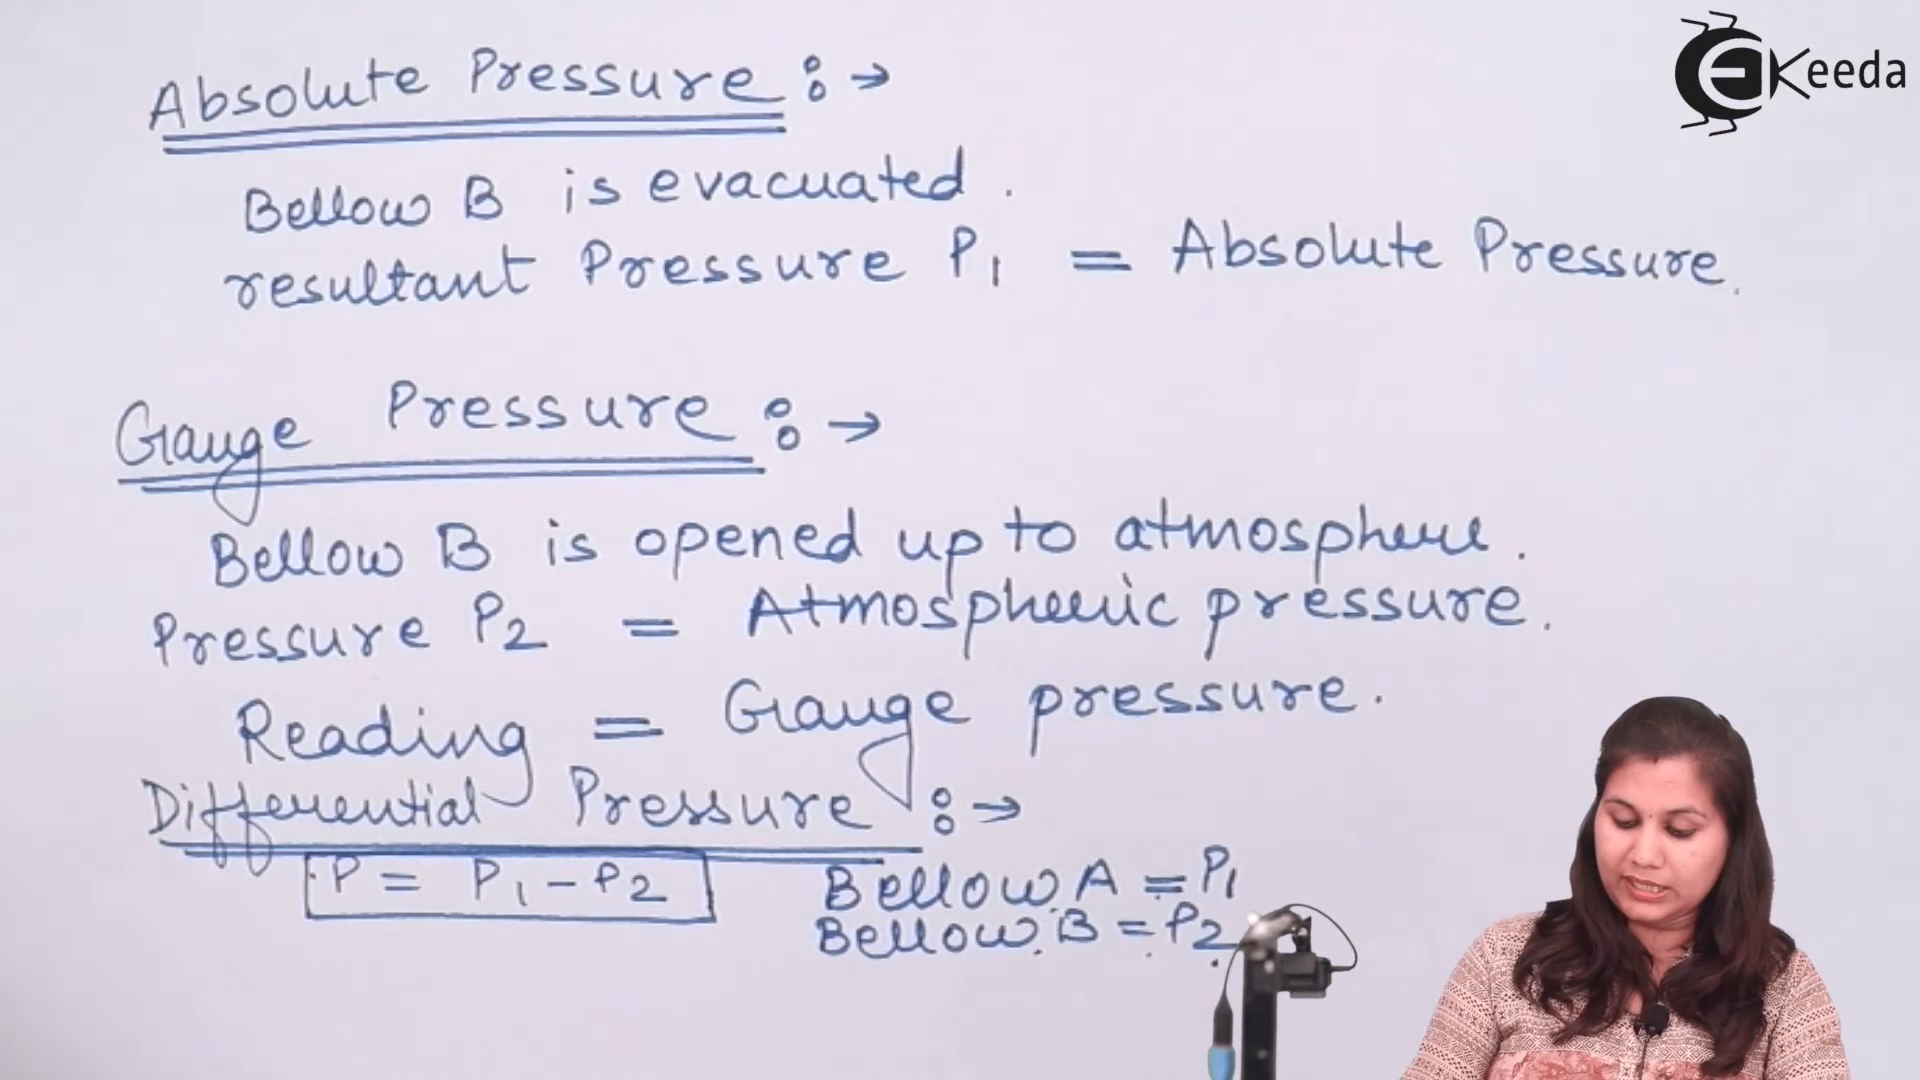 Absolute Pressure :→
EKeeda
Bellow B is evacuated.
resultant Pressure P1 = Absolute Pressure.
Gauge Pressure :→
Bellow B is opened up to atmosphere.
Pressure P2 = Atmospheric pressure.
Reading = Gauge pressure.
Differential Pressure :→
P = P1 - P2
Bellow A = P1
Bellow B = P2